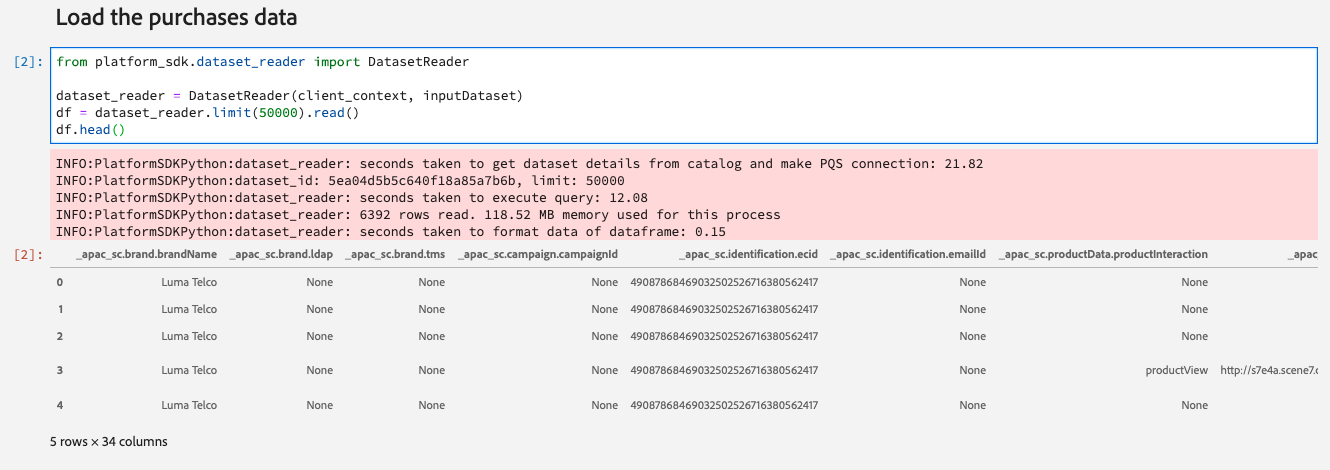 Load the purchases data
[2]: from platform_sdk.dataset_reader import DatasetReader
dataset_reader = DatasetReader(client_context, inputDataset)
df = dataset_reader.limit(50000).read()
df.head()
INFO:PlatformSDKPython:dataset_reader: seconds taken to get dataset details from catalog and make PQS connection: 21.82
INFO:PlatformSDKPython:dataset_id: 5ea04d5b5c640f18a85a7b6b, limit: 50000
INFO:PlatformSDKPython:dataset_reader: seconds taken to execute query: 12.08
INFO:PlatformSDKPython:dataset_reader: 6392 rows read. 118.52 MB memory used for this process
INFO:PlatformSDKPython:dataset_reader: seconds taken to format data of dataframe: 0.15
[2]: _apac_sc.brand.brandName _apac_sc.brand.ldap _apac_sc.brand.tms _apac_sc.campaign.campaignId _apac_sc.identification.ecid _apac_sc.identification.emailId _apac_sc.productData.productInteraction _apac
0 Luma Telco None None None 49087868469032502526716380562417 None None
1 Luma Telco None None None 49087868469032502526716380562417 None None
2 Luma Telco None None None 49087868469032502526716380562417 None None
3 Luma Telco None None None 49087868469032502526716380562417 None productView http://s7e4a.scene7.c
4 Luma Telco None None None 49087868469032502526716380562417 None None
5 rows × 34 columns